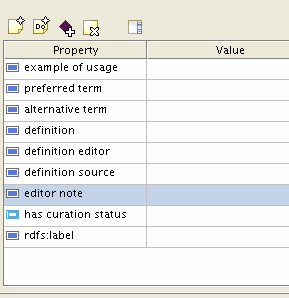 Property Value
example of usage
preferred term
alternative term
definition
definition editor
definition source
editor note
has curation status
rdfs:label